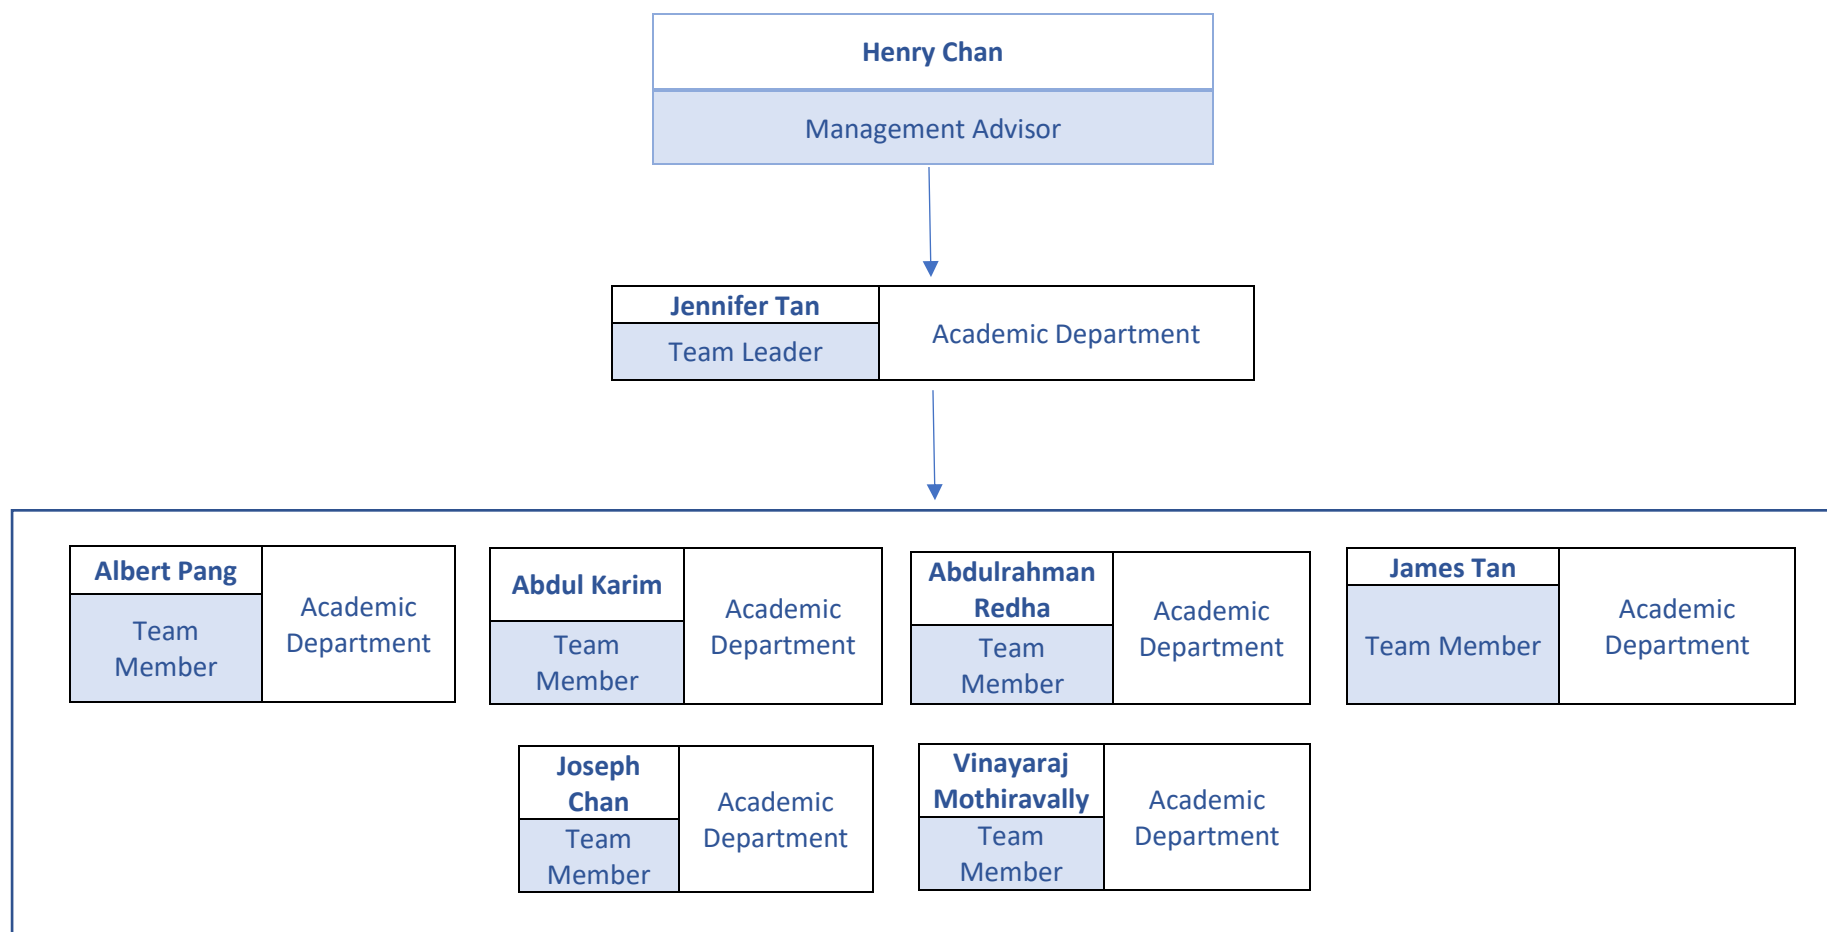 Henry Chan
Management Advisor
Jennifer Tan
Team Leader
Academic Department
Albert Pang
Team
Member
Academic
Department
Abdul Karim
Team
Member
Academic
Department
Abdulrahman
Redha
Team
Member
Academic
Department
James Tan
Team Member
Academic
Department
Joseph
Chan
Team
Member
Academic
Department
Vinayaraj
Mothiravally
Team
Member
Academic
Department